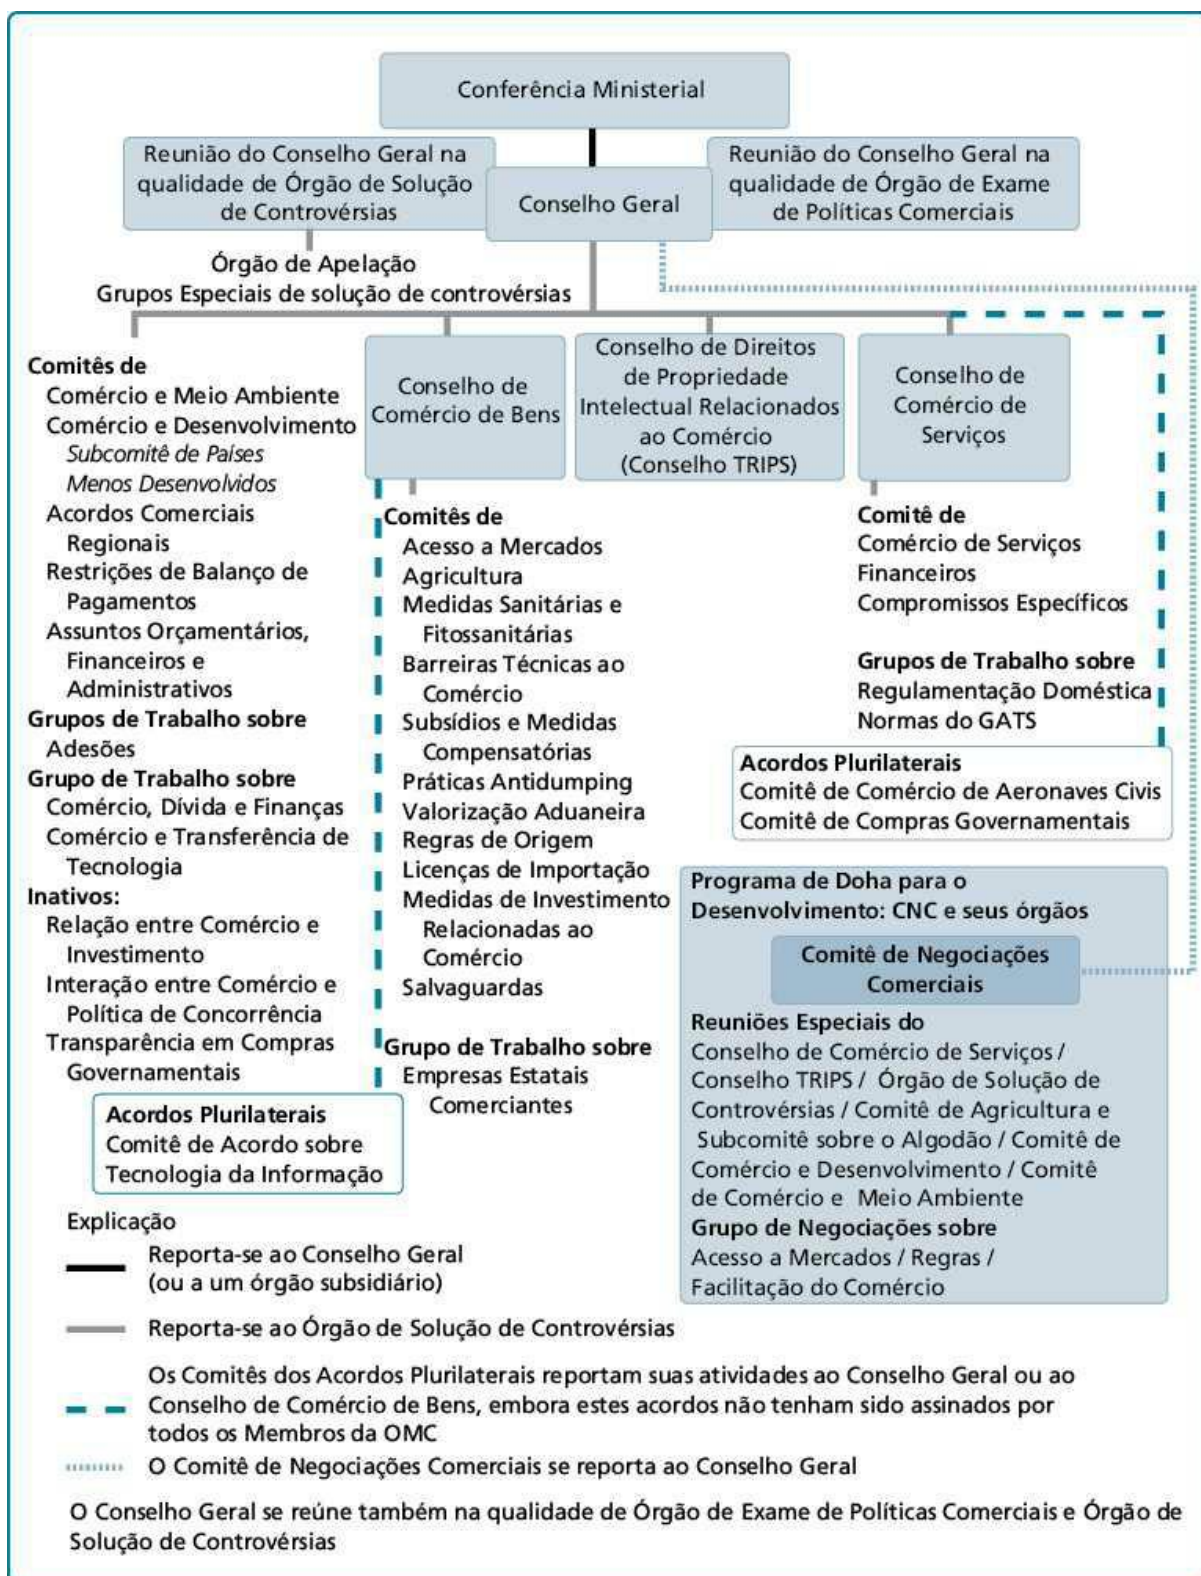 Conferência Ministerial
Reunião do Conselho Geral na
qualidade de Órgão de Solução
de Controvérsias
Conselho Geral
Reunião do Conselho Geral na
qualidade de Órgão de Exame
de Políticas Comerciais
Órgão de Apelação
Grupos Especiais de solução de controvérsias
Comitês de
Comércio e Meio Ambiente
Comércio e Desenvolvimento
Subcomitê de Países
Menos Desenvolvidos
Acordos Comerciais
Regionais
Restrições de Balanço de
Pagamentos
Assuntos Orçamentários,
Financeiros e
Administrativos
Grupos de Trabalho sobre
Adesões
Grupo de Trabalho sobre
Comércio, Dívida e Finanças
Comércio e Transferência de
Tecnologia
Inativos:
Relação entre Comércio e
Investimento
Interação entre Comércio e
Política de Concorrência
Transparência em Compras
Governamentais
Acordos Plurilaterais
Comitê de Acordo sobre
Tecnologia da Informação
Conselho de
Comércio de Bens
Comitês de
Acesso a Mercados
Agricultura
Medidas Sanitárias e
Fitossanitárias
Barreiras Técnicas ao
Comércio
Subsídios e Medidas
Compensatórias
Práticas Antidumping
Valorização Aduaneira
Regras de Origem
Licenças de Importação
Medidas de Investimento
Relacionadas ao
Comércio
Salvaguardas
Grupo de Trabalho sobre
Empresas Estatais
Comerciantes
Conselho de Direitos
de Propriedade
Intelectual Relacionados
ao Comércio
(Conselho TRIPS)
Conselho de
Comércio de
Serviços
Comitê de
Comércio de Serviços
Financeiros
Compromissos Específicos
Grupos de Trabalho sobre
Regulamentação Doméstica
Normas do GATS
Acordos Plurilaterais
Comitê de Comércio de Aeronaves Civis
Comitê de Compras Governamentais
Programa de Doha para o
Desenvolvimento: CNC e seus órgãos
Comitê de Negociações
Comerciais
Reuniões Especiais do
Conselho de Comércio de Serviços /
Conselho TRIPS / Órgão de Solução de
Controvérsias / Comitê de Agricultura e
Subcomitê sobre o Algodão / Comitê de
Comércio e Desenvolvimento / Comitê
de Comércio e Meio Ambiente
Grupo de Negociações sobre
Acesso a Mercados / Regras /
Facilitação do Comércio
Explicação
Reporta-se ao Conselho Geral
(ou a um órgão subsidiário)
Reporta-se ao Órgão de Solução de Controvérsias
Os Comitês dos Acordos Plurilaterais reportam suas atividades ao Conselho Geral ou ao
Conselho de Comércio de Bens, embora estes acordos não tenham sido assinados por
todos os Membros da OMC
O Comitê de Negociações Comerciais se reporta ao Conselho Geral
O Conselho Geral se reúne também na qualidade de Órgão de Exame de Políticas Comerciais e Órgão de
Solução de Controvérsias